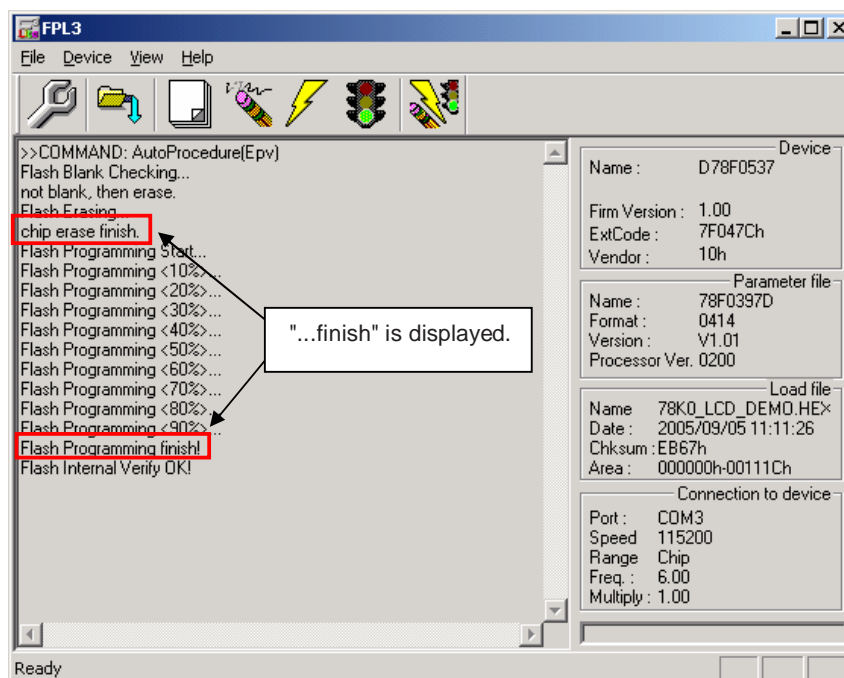 FPL3
File Device View Help
>>COMMAND: AutoProcedure(Epv)
Flash Blank Checking...
not blank, then erase.
Flash Erasing...
chip erase finish.
Flash Programming Start...
Flash Programming <10%>...
Flash Programming <20%>...
Flash Programming <30%>...
Flash Programming <40%>...
Flash Programming <50%>...
Flash Programming <60%>...
Flash Programming <70%>...
Flash Programming <80%>...
Flash Programming <90%>...
Flash Programming finish!
Flash Internal Verify OK!
"...finish" is displayed.
Device
Name : D78F0537
Firm Version : 1.00
ExtCode : 7F047Ch
Vendor : 10h
Parameter file
Name : 78F0397D
Format : 0414
Version : V1.01
Processor Ver. 0200
Load file
Name 78K0_LCD_DEMO.HEX
Date : 2005/09/05 11:11:26
Chksum : EB67h
Area : 000000h-00111Ch
Connection to device
Port : COM3
Speed 115200
Range Chip
Freq. : 6.00
Multiply : 1.00
Ready